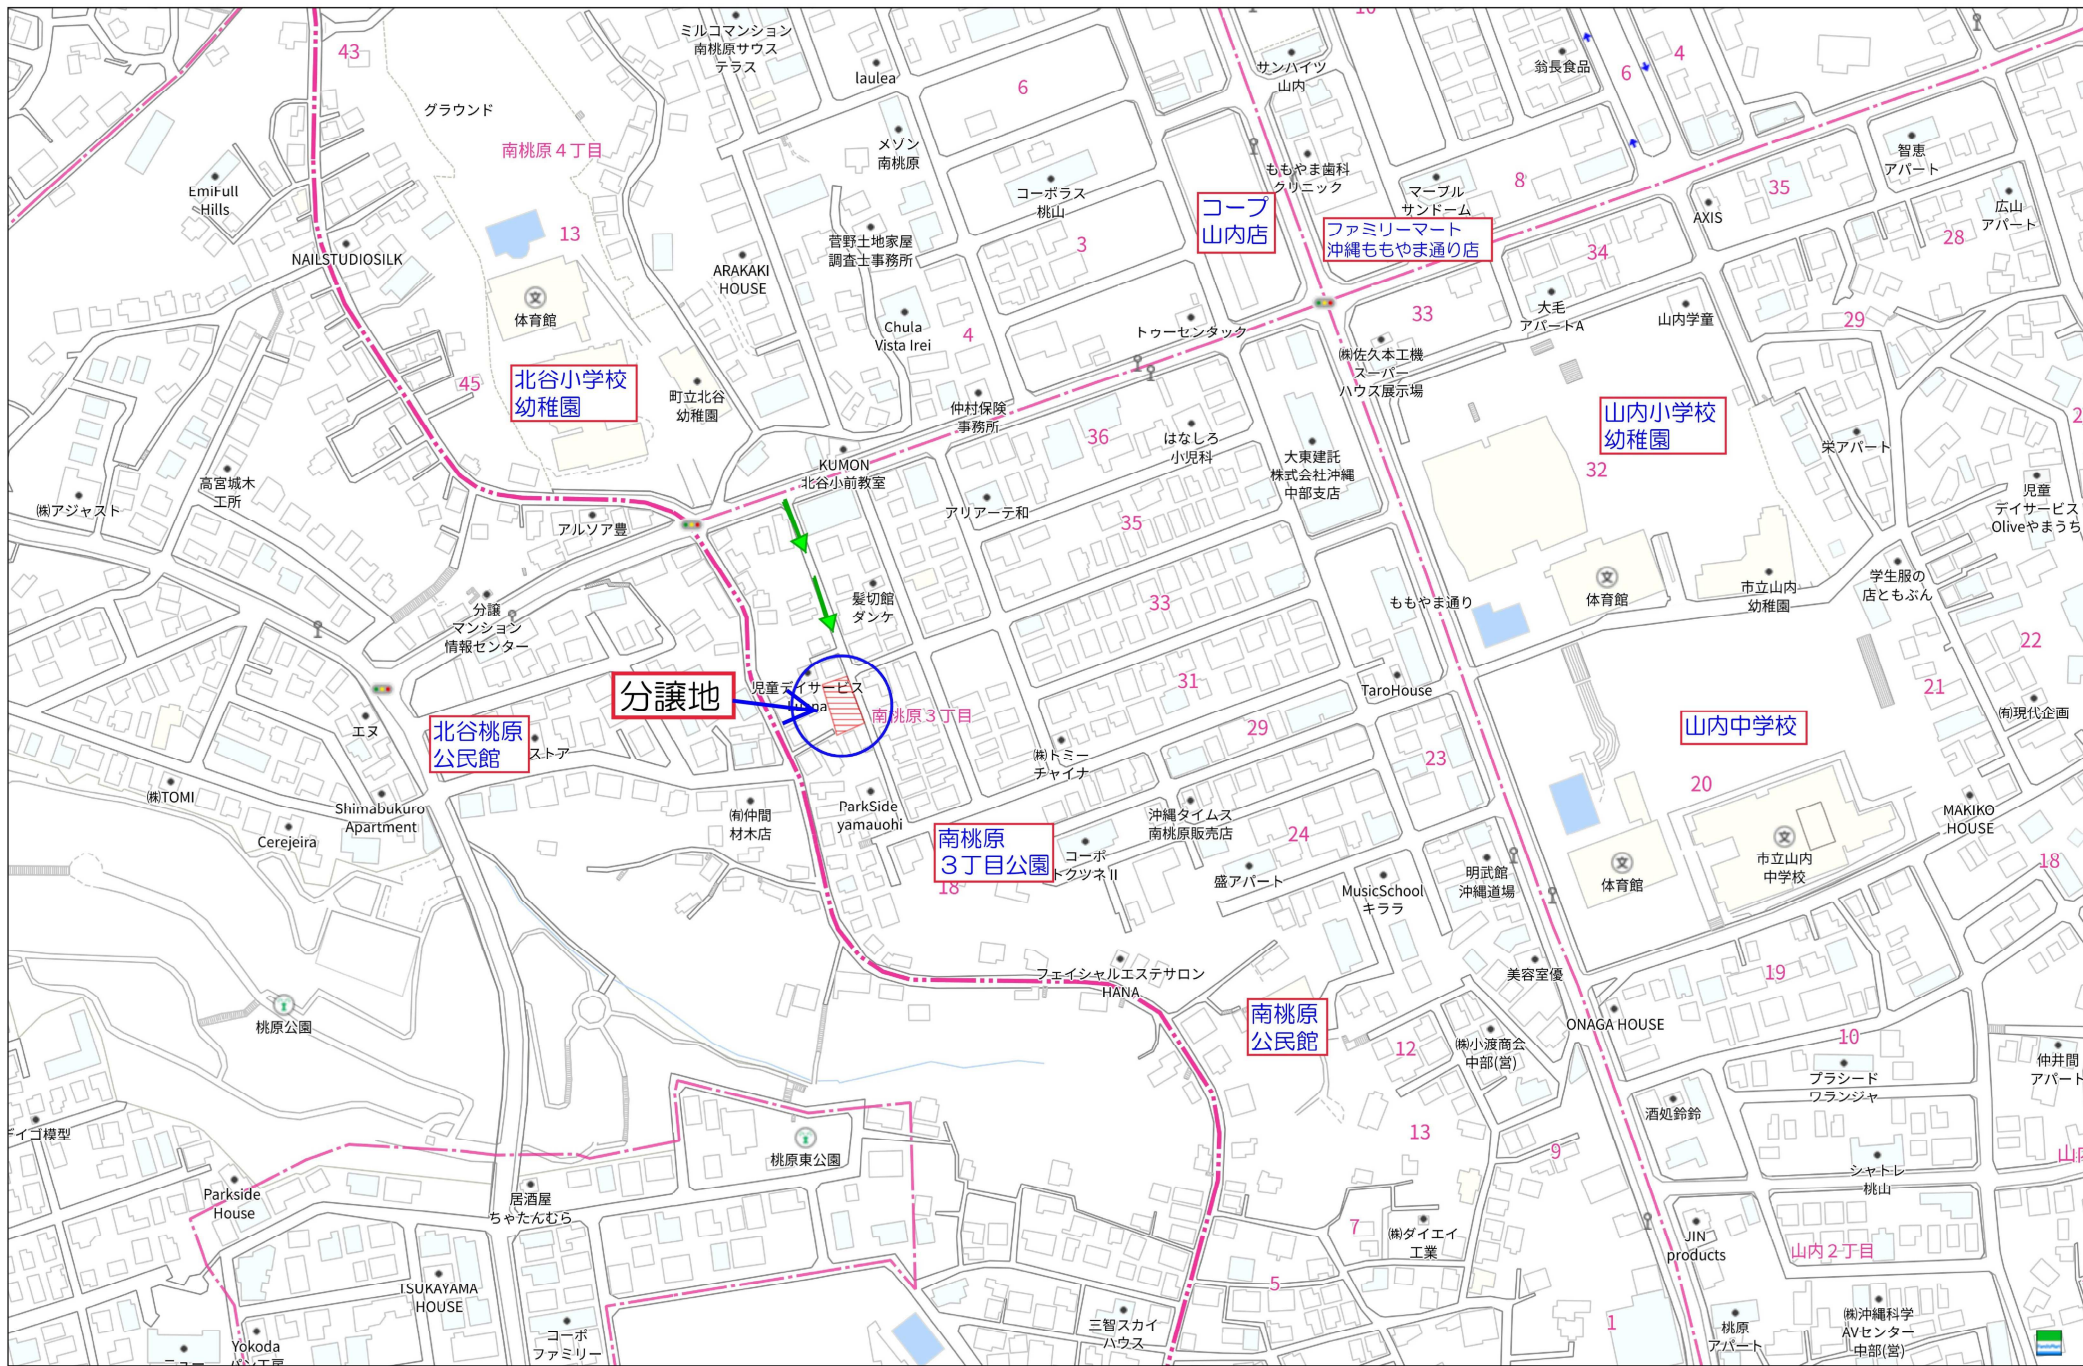 43
グラウンド
南桃原４丁目
ミルコマンション
南桃原サウス
テラス
laulea
6
サンハイツ
山内
翁長食品
6
4
EmiFull
Hills
メゾン
南桃原
コーポラス
桃山
ももやま歯科
クリニック
マーブル
サンドーム
8
35
智恵
アパート
13
NAILSTUDIOSILK
体育館
ARAKAKI
HOUSE
菅野土地家屋
調査士事務所
3
コープ
山内店
ファミリーマート
沖縄ももやま通り店
AXIS
34
28
広山
アパート
Chula
Vista Irei
4
トゥーセンタック
33
大毛
アパートA
山内学童
29
45
北谷小学校
幼稚園
町立北谷
幼稚園
仲村保険
事務所
36
はなしろ
小児科
㈱佐久本工機
スーパー
ハウス展示場
山内小学校
幼稚園
32
栄アパート
㈱アジャスト
高宮城木
工所
アルソア豊
KUMON
北谷小前教室
アリアーテ和
35
大東建託
株式会社沖縄
中部支店
児童
デイサービス
Oliveやまうち
分譲
マンション
情報センター
髪切館
ダンケ
33
ももやま通り
体育館
市立山内
幼稚園
学生服の
店ともぶん
22
分譲地
児童デイサービス
南桃原３丁目
31
29
TaroHouse
23
山内中学校
21
㈲現代企画
エヌ
北谷桃原
公民館
ストア
㈱トミー
チャイナ
20
㈱TOMI
Shimabukuro
Apartment
Cerejeira
㈲仲間
材木店
ParkSide
yamauohi
南桃原
３丁目公園
18
コーポ
トクツネⅡ
沖縄タイムス
南桃原販売店
24
盛アパート
MusicSchool
キララ
明武館
沖縄道場
体育館
市立山内
中学校
MAKIKO
HOUSE
18
桃原公園
フェイシャルエステサロン
HANA
南桃原
公民館
美容室優
19
ONAGA HOUSE
12
㈱小渡商会
中部(営)
10
プラシード
ワランジャ
仲井間
アパート
イゴ模型
桃原東公園
13
9
酒処鈴鈴
シャトレ
桃山
Parkside
House
居酒屋
ちゃたんむら
7
㈱ダイエイ
工業
JIN
products
山内２丁目
TSUKAYAMA
HOUSE
5
Yokoda
コーポ
ファミリー
三智スカイ
ハウス
1
桃原
アパート
㈱沖縄科学
AVセンター
中部(営)